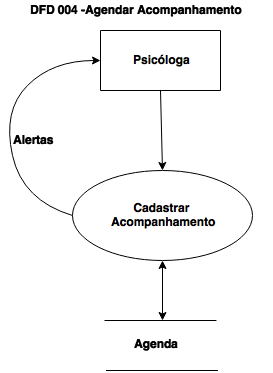 DFD 004 -Agendar Acompanhamento
Psicóloga
Alertas
Cadastrar
Acompanhamento
Agenda